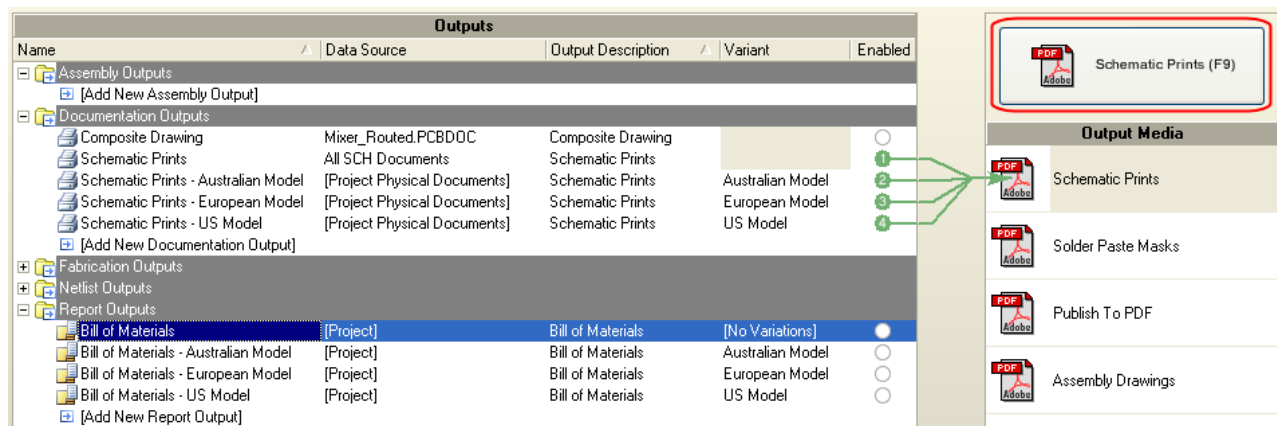 Outputs
Name Data Source Output Description Variant Enabled
Assembly Outputs
[Add New Assembly Output]
Documentation Outputs
Composite Drawing Mixer_Routed.PCBDOC Composite Drawing
Schematic Prints All SCH Documents Schematic Prints 1
Schematic Prints - Australian Model [Project Physical Documents] Schematic Prints Australian Model 2
Schematic Prints - European Model [Project Physical Documents] Schematic Prints European Model 3
Schematic Prints - US Model [Project Physical Documents] Schematic Prints US Model 4
[Add New Documentation Output]
Fabrication Outputs
Netlist Outputs
Report Outputs
Bill of Materials [Project] Bill of Materials [No Variations]
Bill of Materials - Australian Model [Project] Bill of Materials Australian Model
Bill of Materials - European Model [Project] Bill of Materials European Model
Bill of Materials - US Model [Project] Bill of Materials US Model
[Add New Report Output]
PDF Adobe Schematic Prints (F9)
Output Media
PDF Adobe Schematic Prints
PDF Adobe Solder Paste Masks
PDF Adobe Publish To PDF
PDF Adobe Assembly Drawings